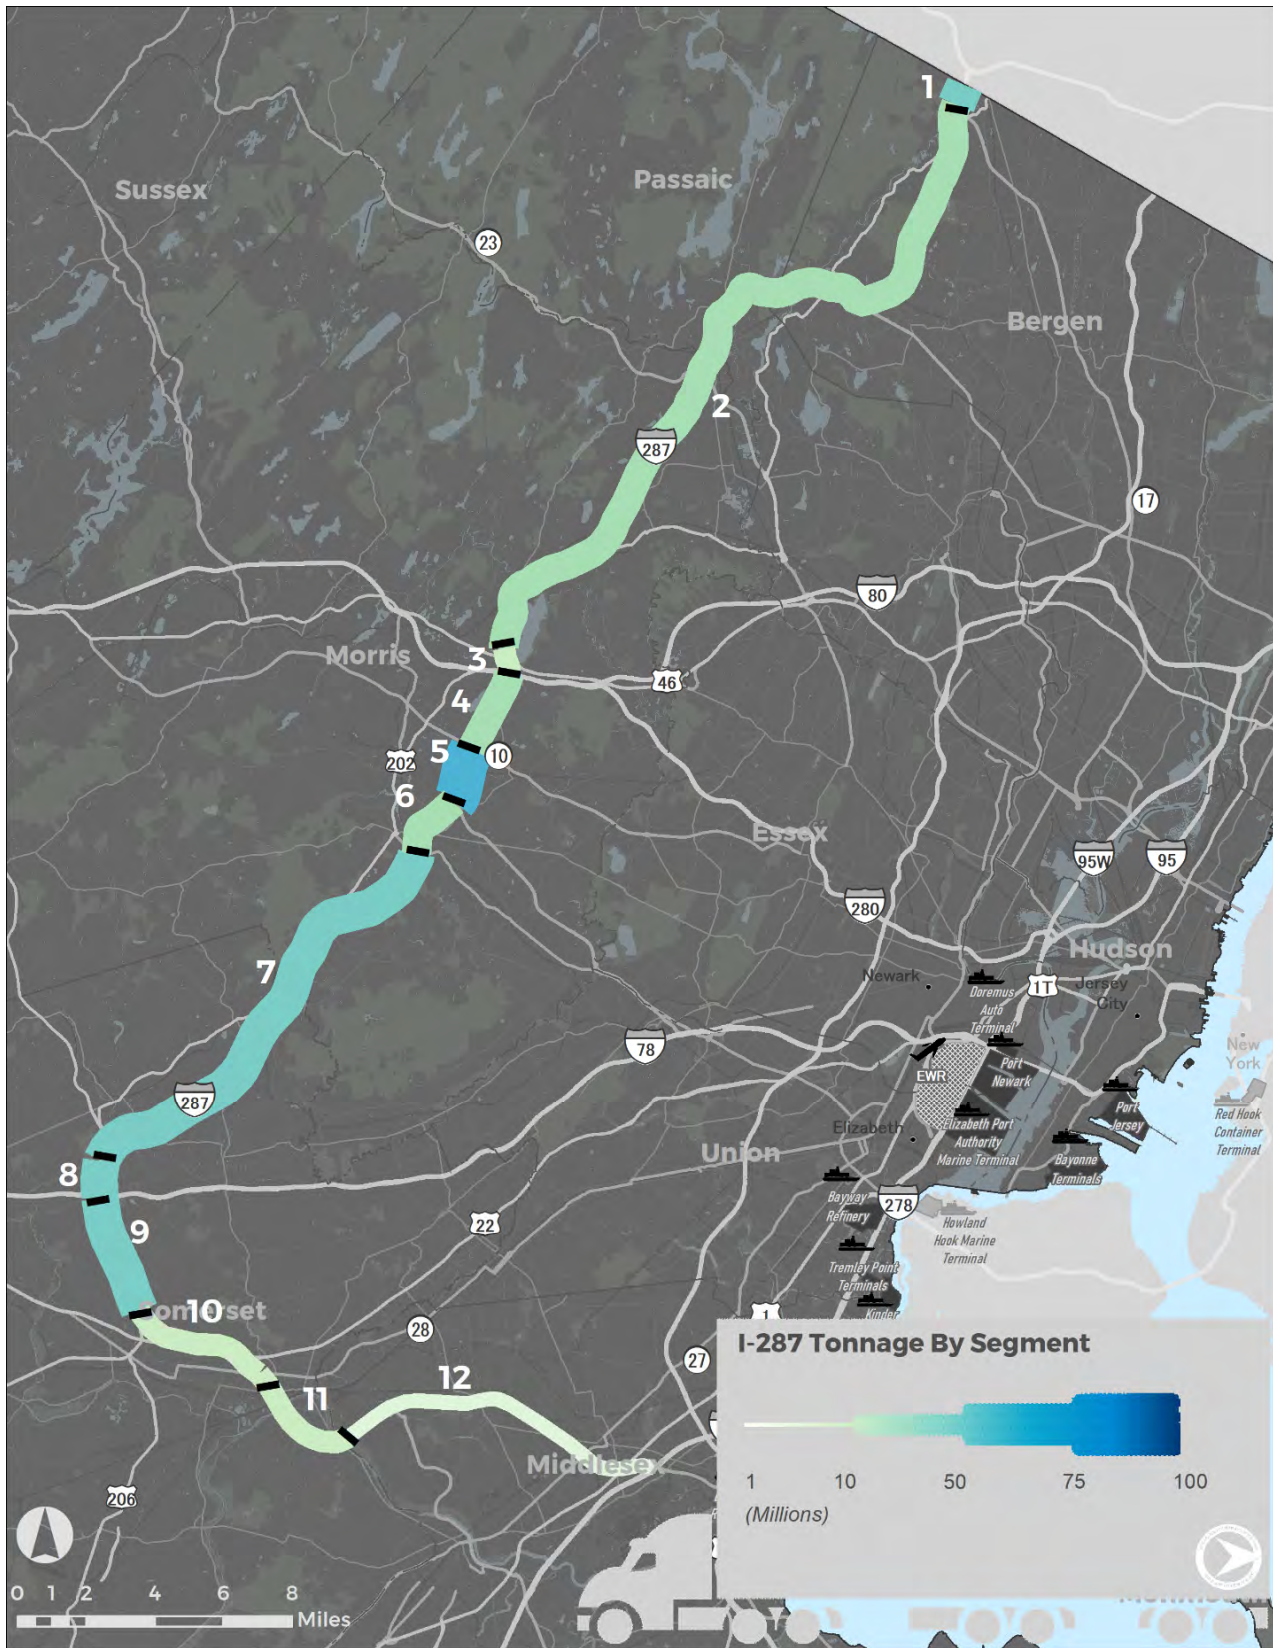 1
Sussex
Passaic
23
Bergen
2
287
17
80
Morris
3
46
4
5
10
202
6
Essex
95W
95
280
7
Hudson
Newark
Doremus
Auto
Terminal
1T
Jersey
City
78
New
York
EWR
Port
Newark
287
Port
Jersey
Red Hook
Container
Terminal
Elizabeth
Elizabeth Port
Authority
Marine Terminal
Union
Bayonne
Terminals
8
Bayway
Refinery
278
22
Howland
Hook Marine
Terminal
9
Tremley Point
Terminals
10
Somerset
Kinder
1
28
I-287 Tonnage By Segment
27
12
11
Middlesex
1
10
50
75
100
(Millions)
206
0 1 2 4 6 8
Miles